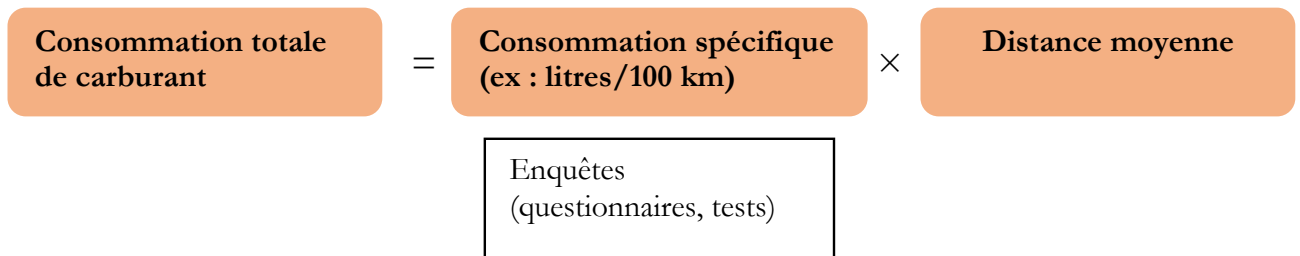 Consommation totale
de carburant
=
Consommation spécifique
(ex : litres/100 km)
×
Distance moyenne
Enquêtes
(questionnaires, tests)